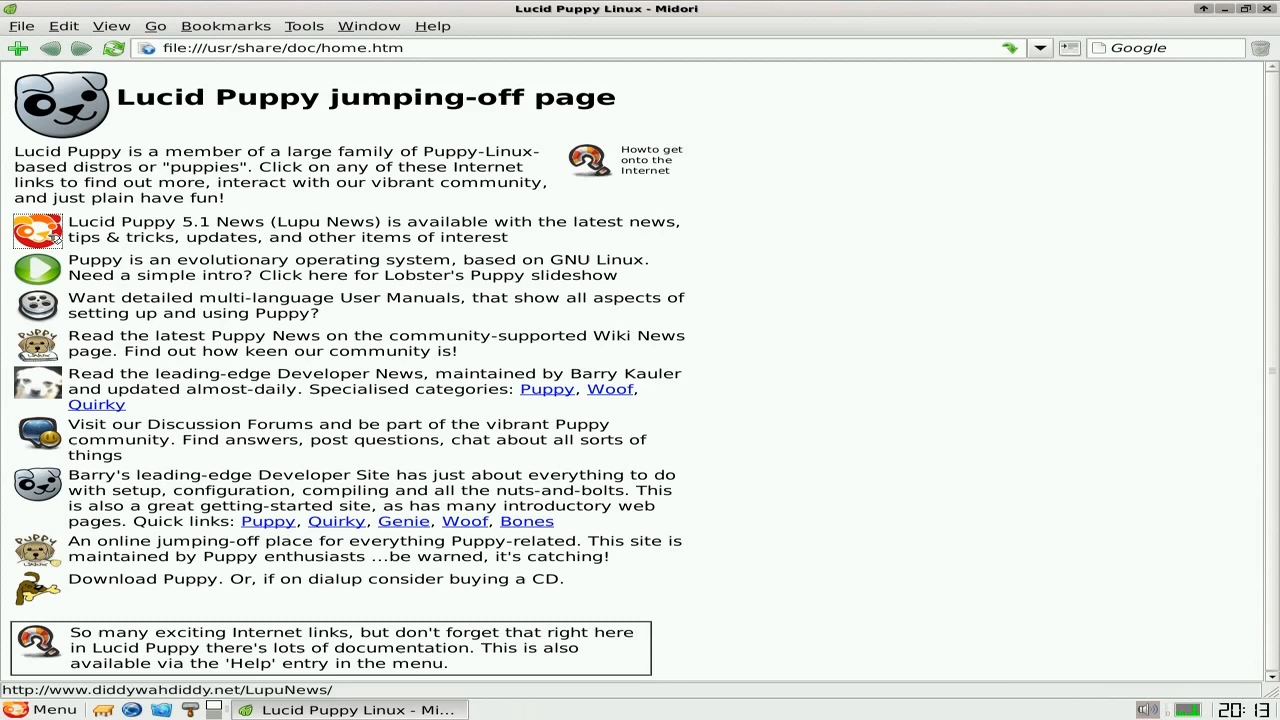 Lucid Puppy Linux - Midori
File Edit View Go Bookmarks Tools Window Help
file:///usr/share/doc/home.htm
Google
Lucid Puppy jumping-off page
Lucid Puppy is a member of a large family of Puppy-Linux-
based distros or "puppies". Click on any of these Internet
links to find out more, interact with our vibrant community,
and just plain have fun!
Howto get
onto the
Internet
Lucid Puppy 5.1 News (Lupu News) is available with the latest news,
tips & tricks, updates, and other items of interest
Puppy is an evolutionary operating system, based on GNU Linux.
Need a simple intro? Click here for Lobster's Puppy slideshow
Want detailed multi-language User Manuals, that show all aspects of
setting up and using Puppy?
Read the latest Puppy News on the community-supported Wiki News
page. Find out how keen our community is!
Read the leading-edge Developer News, maintained by Barry Kauler
and updated almost-daily. Specialised categories: Puppy, Woof,
Quirky
Visit our Discussion Forums and be part of the vibrant Puppy
community. Find answers, post questions, chat about all sorts of
things
Barry's leading-edge Developer Site has just about everything to do
with setup, configuration, compiling and all the nuts-and-bolts. This
is also a great getting-started site, as has many introductory web
pages. Quick links: Puppy, Quirky, Genie, Woof, Bones
An online jumping-off place for everything Puppy-related. This site is
maintained by Puppy enthusiasts ...be warned, it's catching!
Download Puppy. Or, if on dialup consider buying a CD.
So many exciting Internet links, but don't forget that right here
in Lucid Puppy there's lots of documentation. This is also
available via the 'Help' entry in the menu.
http://www.diddywahdiddy.net/LupuNews/
Menu
Lucid Puppy Linux - Mi...
20:13